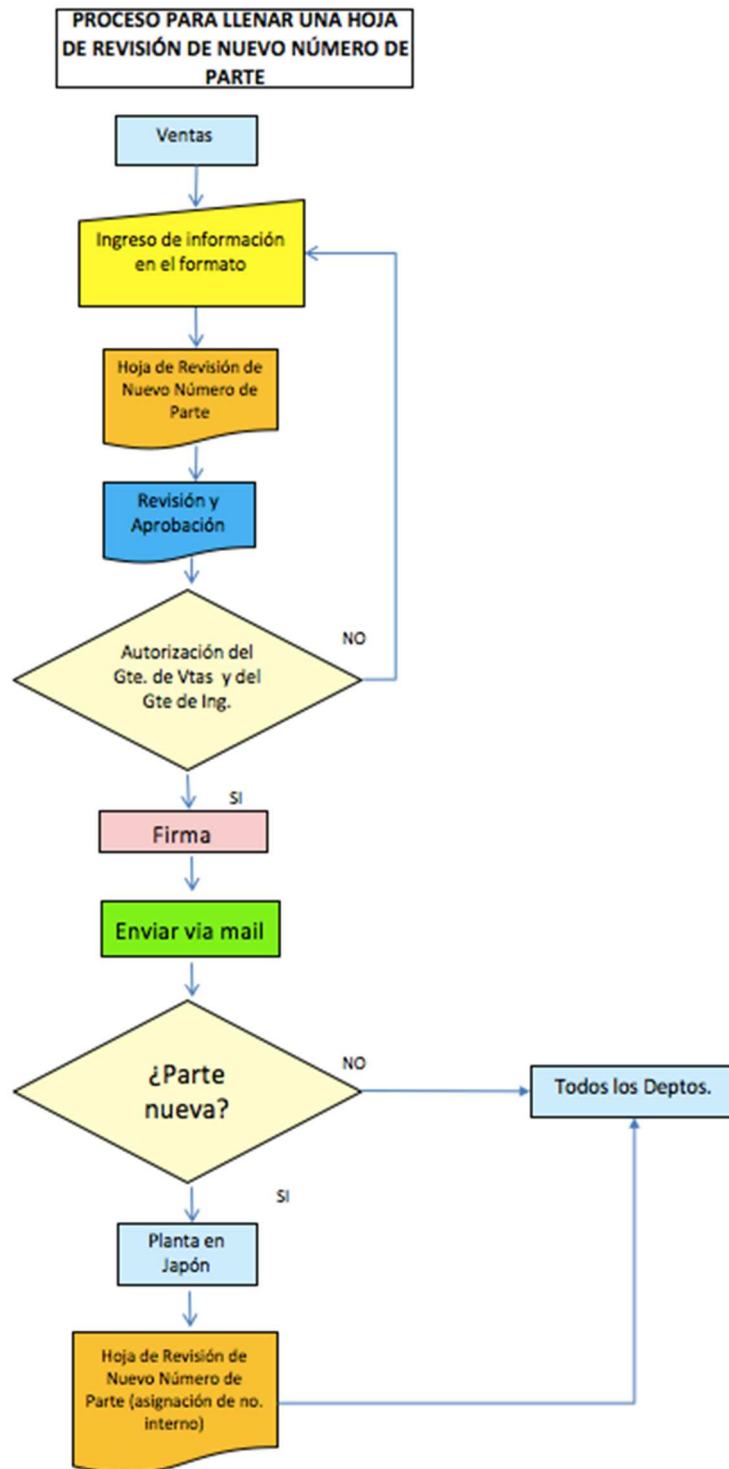 PROCESO PARA LLENAR UNA HOJA
DE REVISIÓN DE NUEVO NÚMERO DE
PARTE
Ventas
Ingreso de información
en el formato
Hoja de Revisión de
Nuevo Número de
Parte
Revisión y
Aprobación
Autorización del
Gte. de Vtas y del
Gte de Ing.
NO
SI
Firma
Enviar via mail
¿Parte
nueva?
NO
Todos los Deptos.
SI
Planta en
Japón
Hoja de Revisión de
Nuevo Número de
Parte (asignación de no.
interno)